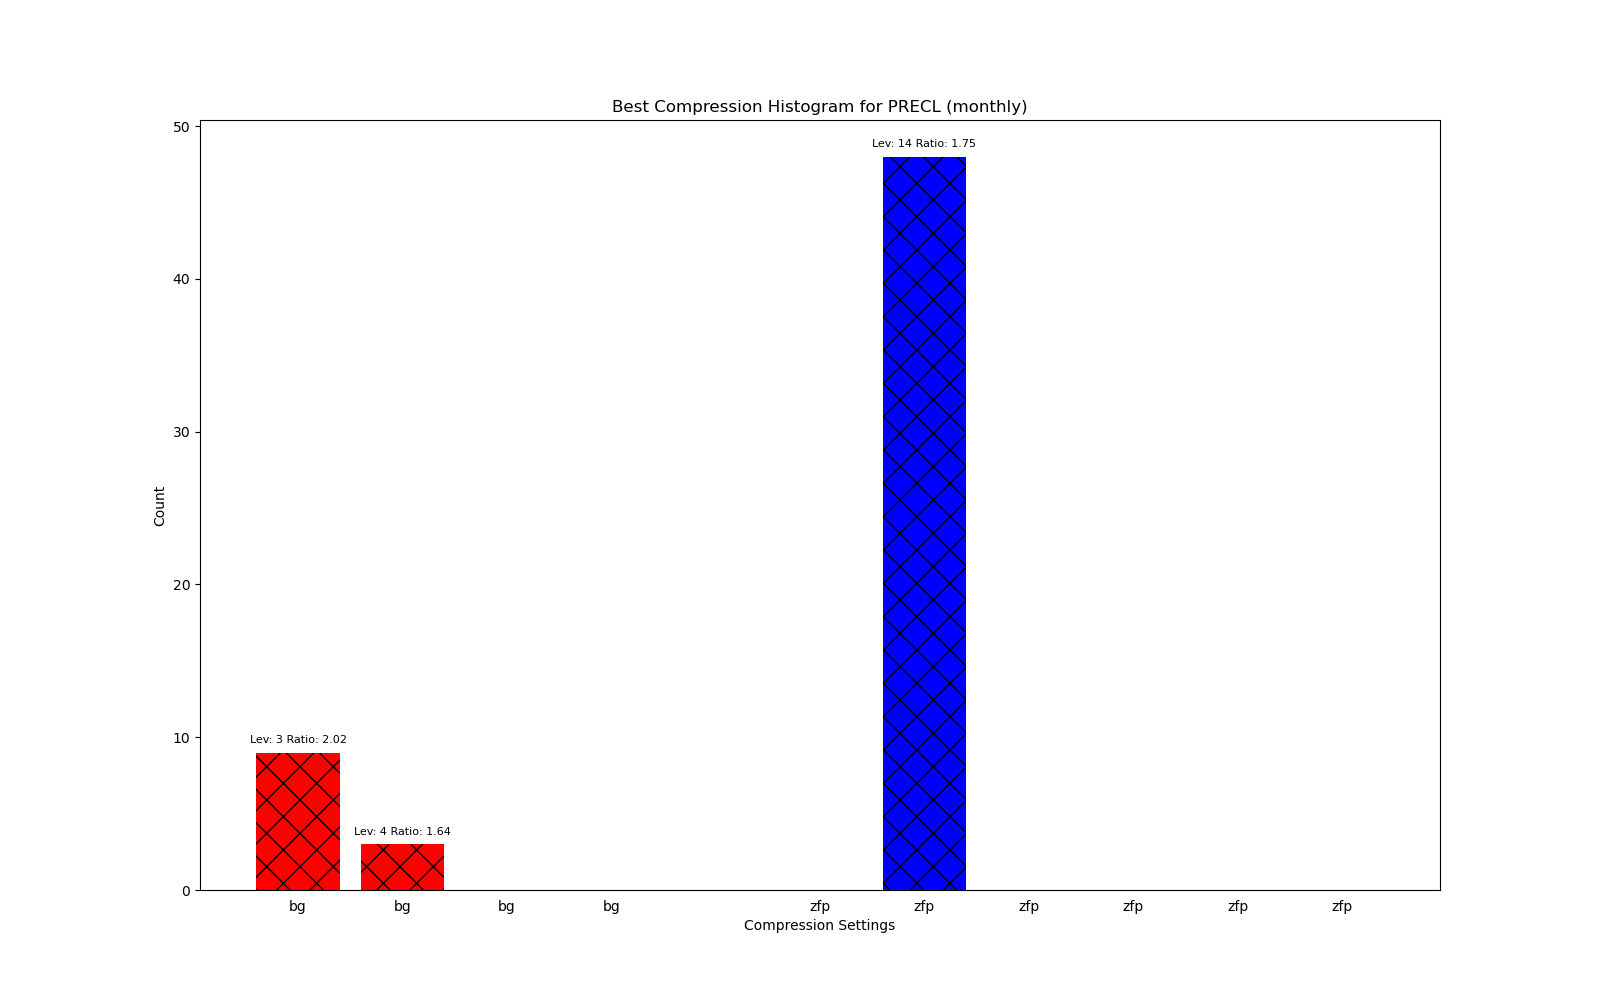 Best Compression Histogram for PRECL (monthly)
50
Lev: 14 Ratio: 1.75
40
30
Count
20
10
Lev: 3 Ratio: 2.02
Lev: 4 Ratio: 1.64
0
bg bg bg bg zfp zfp zfp zfp zfp zfp
Compression Settings